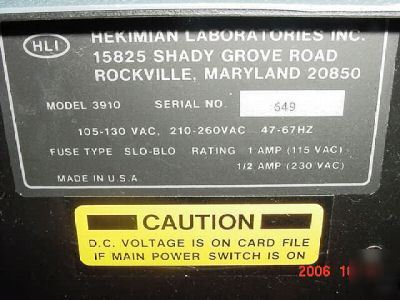 HLI
HEKIMIAN LABORATORIES INC.
15825 SHADY GROVE ROAD
ROCKVILLE, MARYLAND 20850
MODEL 3910 SERIAL NO. 649
105-130 VAC, 210-260VAC 47-67HZ
FUSE TYPE SLO-BLO RATING 1 AMP (115 VAC)
1/2 AMP (230 VAC)
MADE IN U.S.A.
CAUTION
D.C. VOLTAGE IS ON CARD FILE
IF MAIN POWER SWITCH IS ON
2006 10